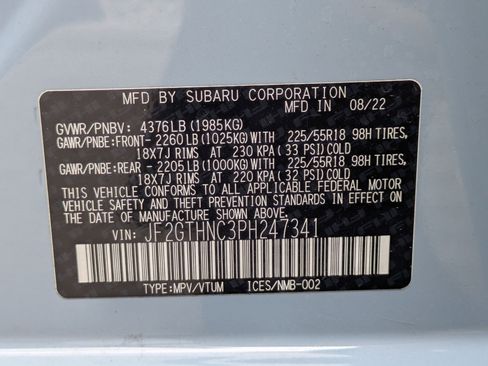 MFD BY SUBARU CORPORATION
MADE IN 08/22
GVWR/PNBV: 4376LB (1985KG)
GAWR/PNBE:FRONT- 2260LB (1025KG)WITH 225/55R18 98H TIRES,
18X7J RIMS AT 230 KPA ( 33 PSI) COLD
GAWR/PNBE:REAR - 2205LB (1000KG)WITH 225/55R18 98H TIRES,
18X7J RIMS AT 220 KPA ( 32 PSI) COLD
THIS VEHICLE CONFORMS TO ALL APPLICABLE FEDERAL MOTOR
VEHICLE SAFETY AND THEFT PREVENTION STANDARDS IN EFFECT ON
THE DATE OF MANUFACTURE SHOWN ABOVE.
VIN: JF2GTHNC3PH247341
TYPE:MPV/VTUM ICES/NMB-002